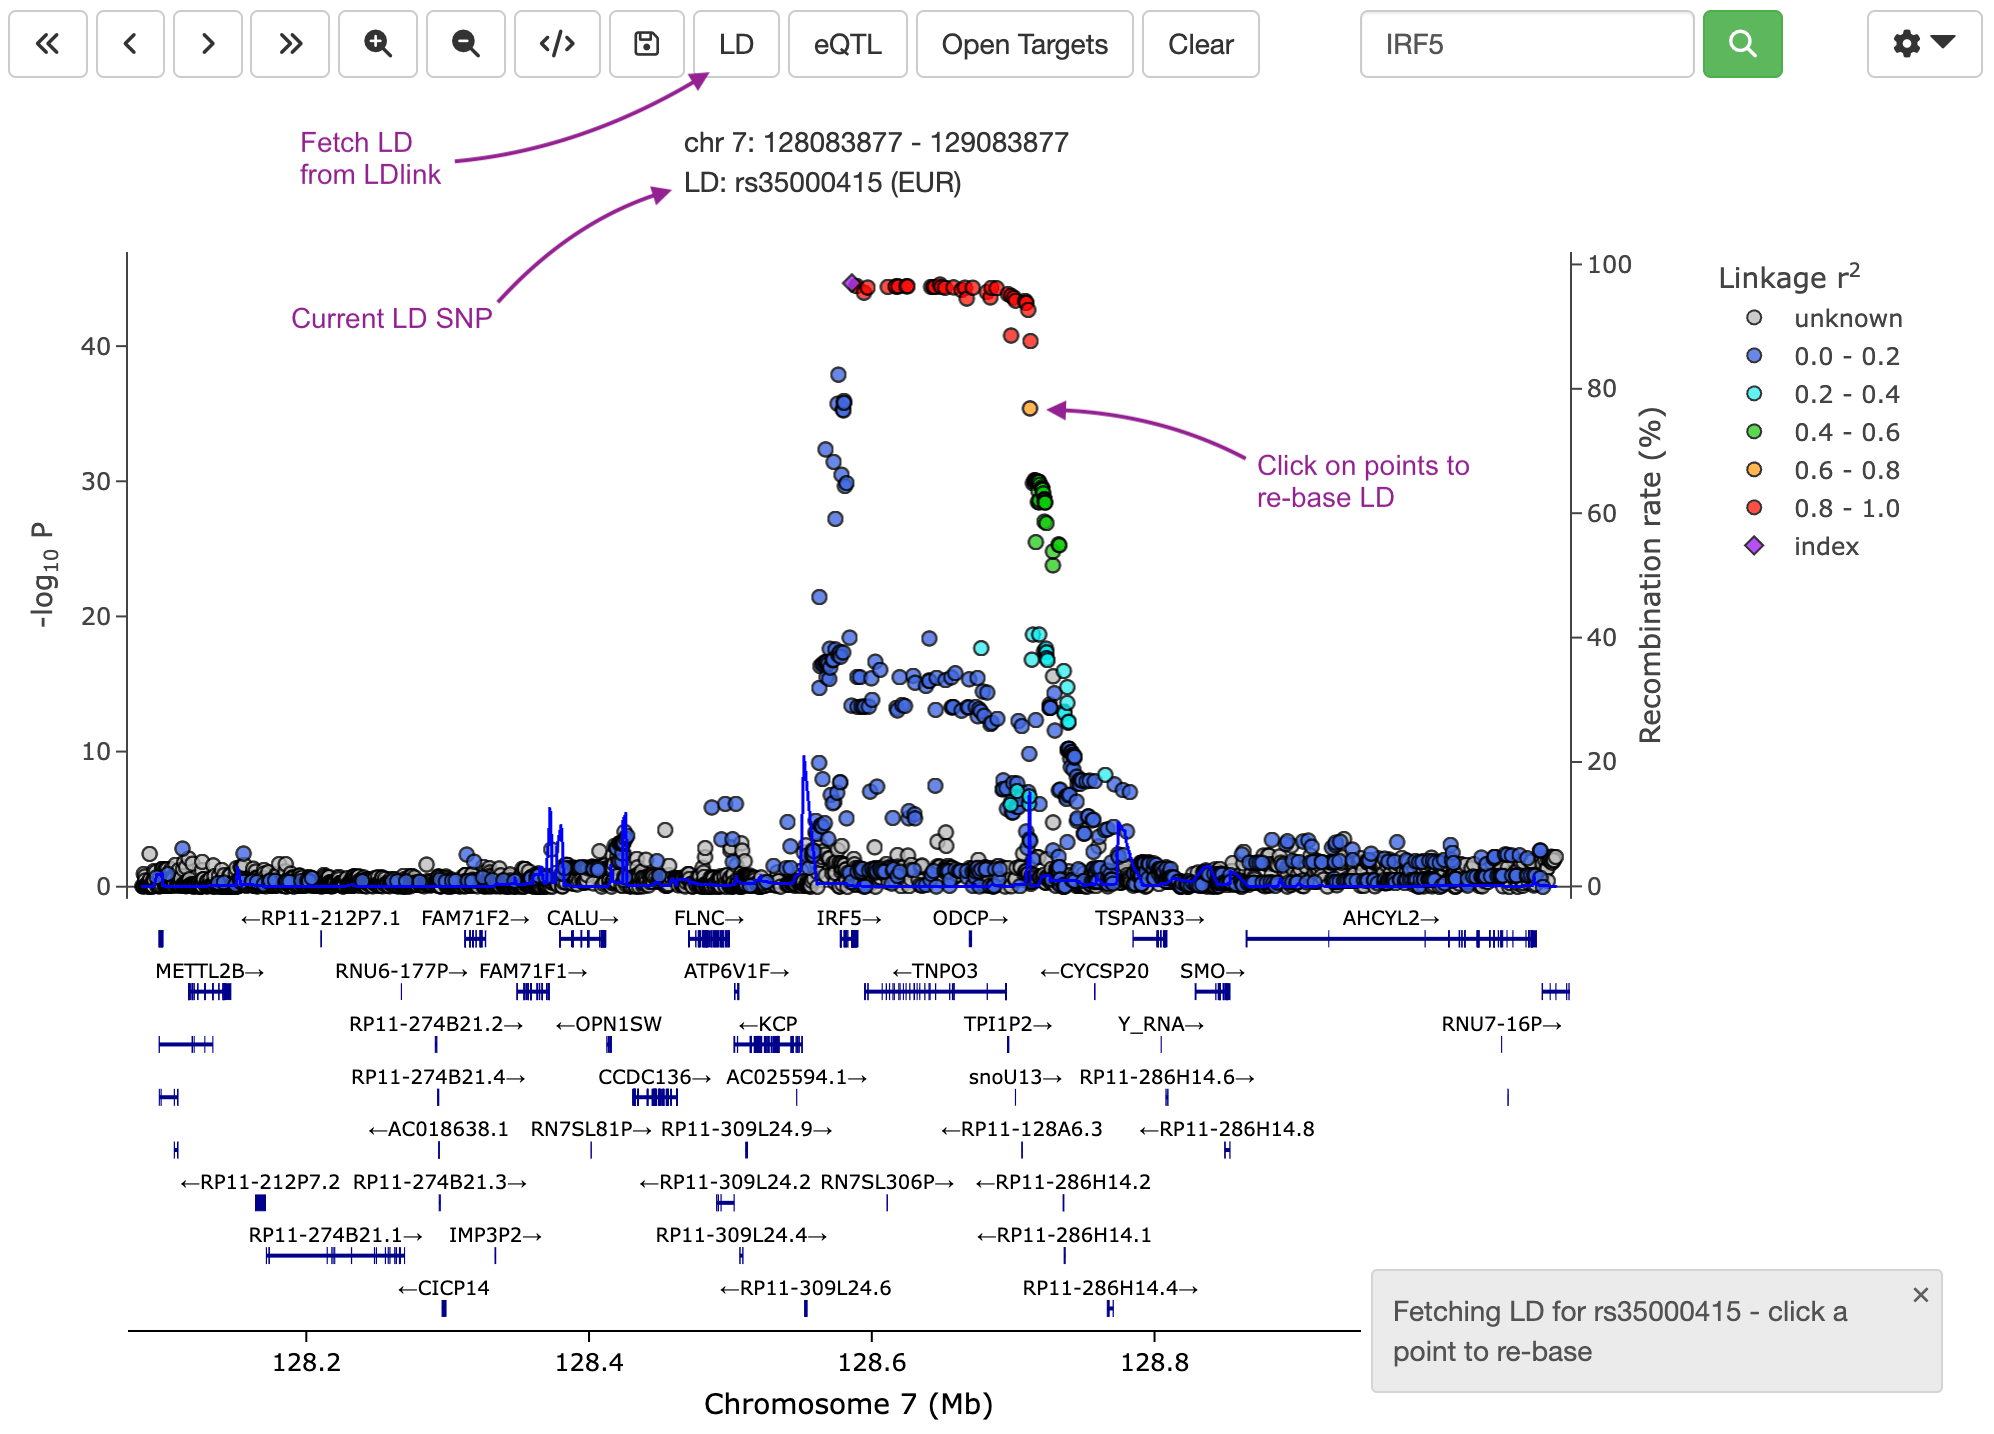 LD
eQTL
Open Targets
Clear
IRF5
Fetch LD
from LDlink
chr 7: 128083877 - 129083877
LD: rs35000415 (EUR)
Current LD SNP
Click on points to
re-base LD
-log10 P
40
30
20
10
0
100
80
60
40
20
0
Recombination rate (%)
Linkage r²
unknown
0.0 - 0.2
0.2 - 0.4
0.4 - 0.6
0.6 - 0.8
0.8 - 1.0
index
←RP11-212P7.1 FAM71F2→ CALU→ FLNC→ IRF5→ ODCP→ TSPAN33→ AHCYL2→
METTL2B→ RNU6-177P→ FAM71F1→ ATP6V1F→ ←TNPO3 ←CYCSP20 SMO→
RP11-274B21.2→ ←OPN1SW ←KCP TPI1P2→ Y_RNA→ RNU7-16P→
RP11-274B21.4→ CCDC136→ AC025594.1→ snoU13→ RP11-286H14.6→
←AC018638.1 RN7SL81P→ RP11-309L24.9→ ←RP11-128A6.3 ←RP11-286H14.8
←RP11-212P7.2 RP11-274B21.3→ ←RP11-309L24.2 RN7SL306P→ ←RP11-286H14.2
RP11-274B21.1→ IMP3P2→ RP11-309L24.4→ ←RP11-286H14.1
←CICP14 ←RP11-309L24.6 RP11-286H14.4→
128.2 128.4 128.6 128.8
Chromosome 7 (Mb)
Fetching LD for rs35000415 - click a
point to re-base